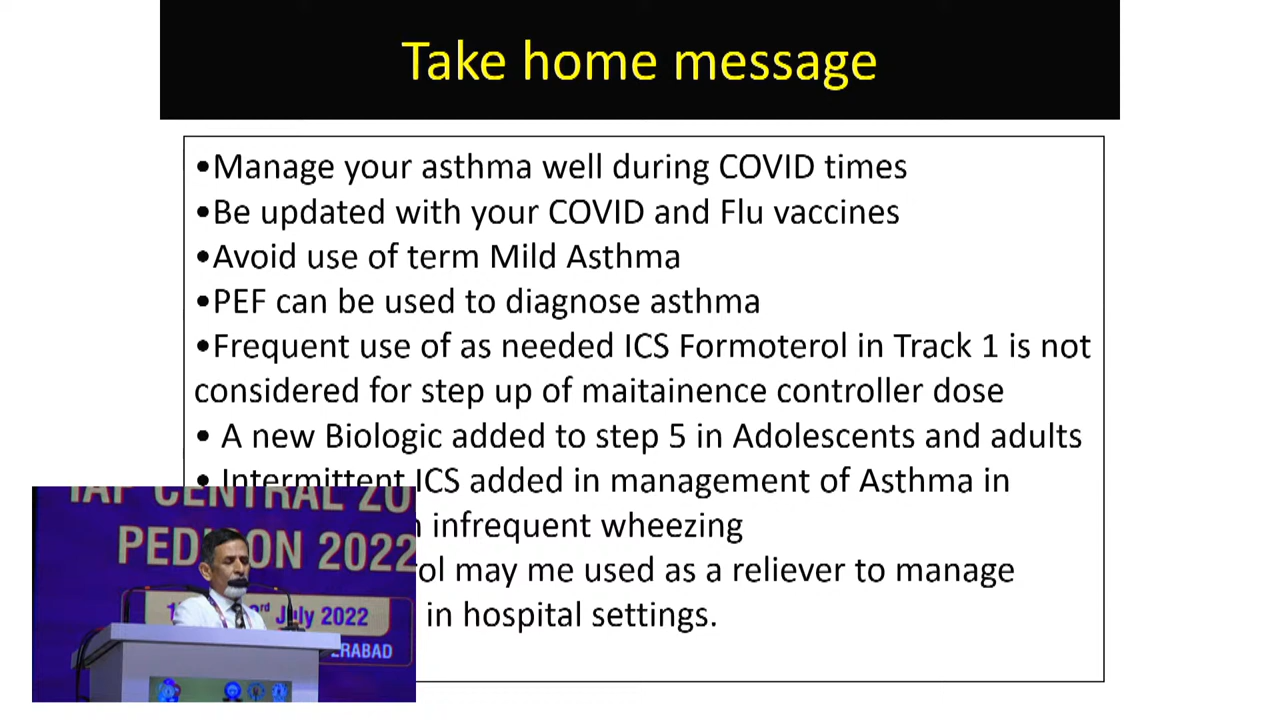 Take home message
•Manage your asthma well during COVID times
•Be updated with your COVID and Flu vaccines
•Avoid use of term Mild Asthma
•PEF can be used to diagnose asthma
•Frequent use of as needed ICS Formoterol in Track 1 is not
considered for step up of maitainence controller dose
• A new Biologic added to step 5 in Adolescents and adults
• Intermittent ICS added in management of Asthma in
infrequent wheezing
may me used as a reliever to manage
in hospital settings.
IAP CENTRAL ZO
2022
July 2022